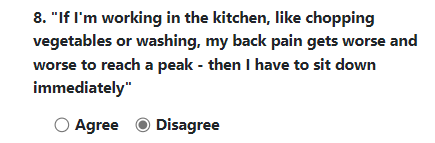 8. "If I'm working in the kitchen, like chopping
vegetables or washing, my back pain gets worse and
worse to reach a peak - then I have to sit down
immediately"
Agree Disagree